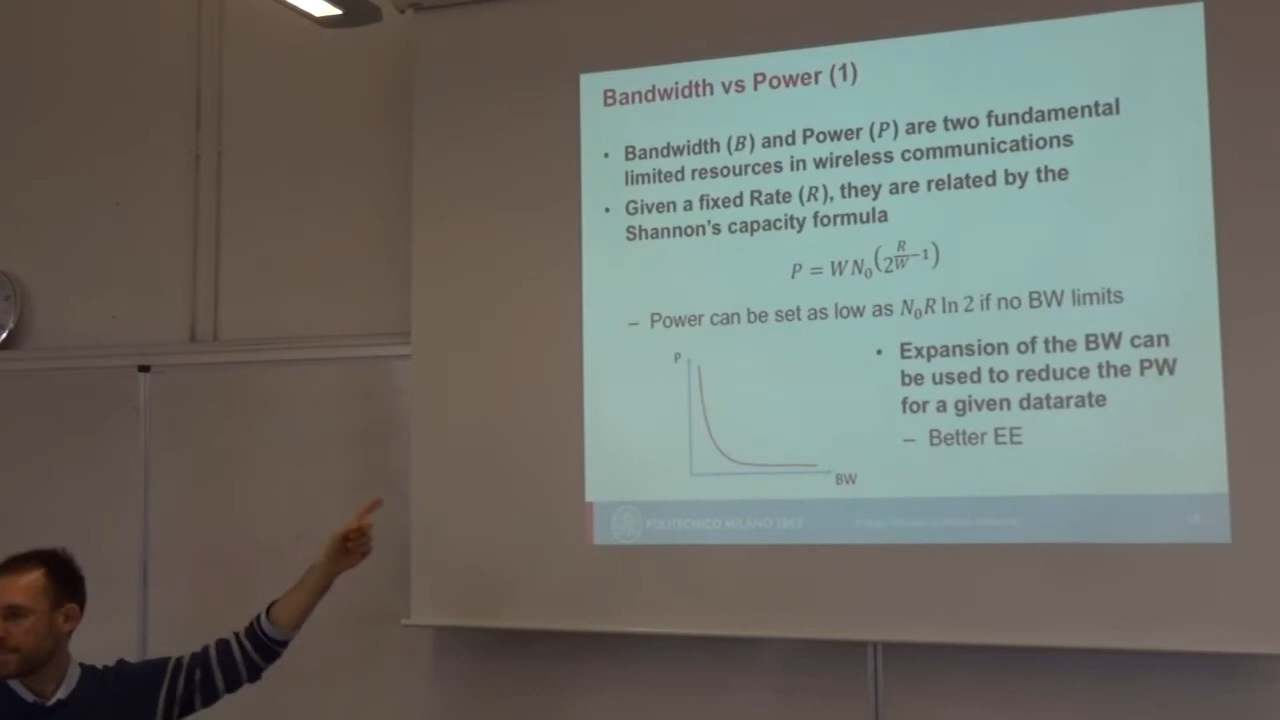 Bandwidth vs Power (1)
• Bandwidth (B) and Power (P) are two fundamental
limited resources in wireless communications
• Given a fixed Rate (R), they are related by the
Shannon's capacity formula
P = WN₀(2^(R/W)−1)
– Power can be set as low as N₀R ln 2 if no BW limits
P
BW
• Expansion of the BW can
be used to reduce the PW
for a given datarate
– Better EE
POLITECNICO MILANO 1863